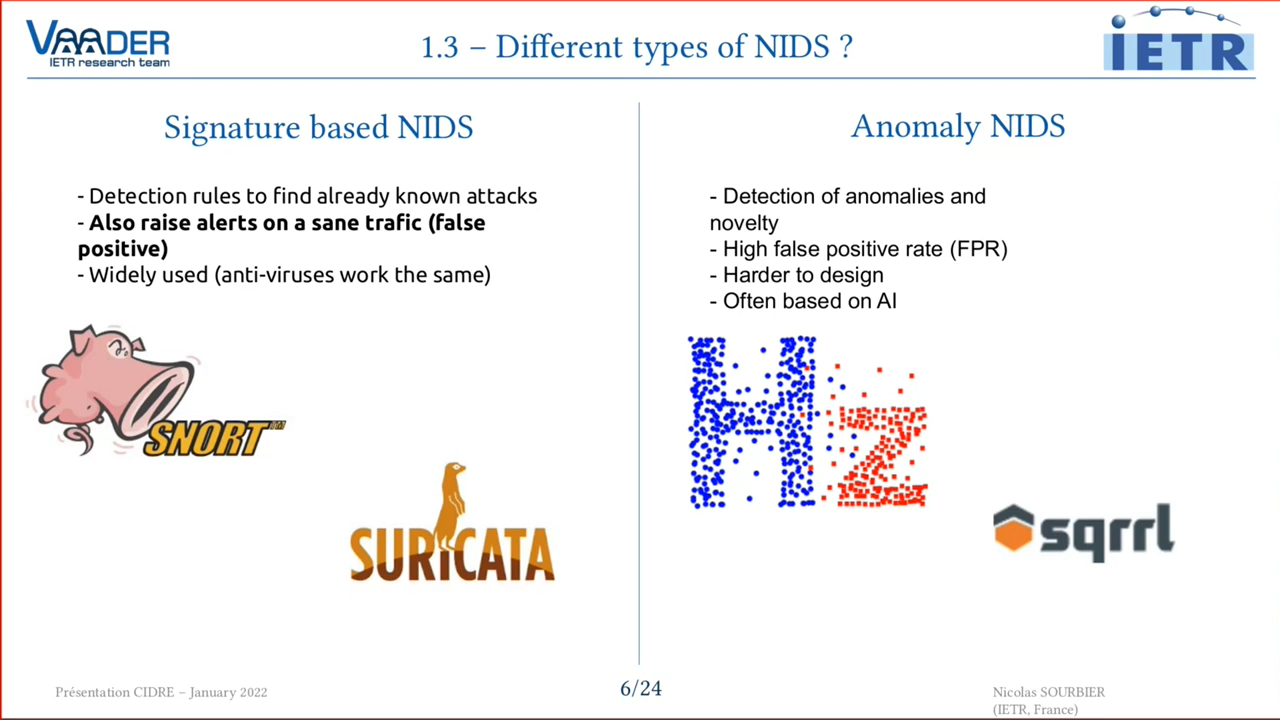 VAADER
IETR research team
1.3 – Different types of NIDS ?
iETR
Signature based NIDS
- Detection rules to find already known attacks
- Also raise alerts on a sane trafic (false
positive)
- Widely used (anti-viruses work the same)
SNORT™
SURICATA
Anomaly NIDS
- Detection of anomalies and
novelty
- High false positive rate (FPR)
- Harder to design
- Often based on AI
Hz
sqrrl
Présentation CIDRE – January 2022
6/24
Nicolas SOURBIER
(IETR, France)